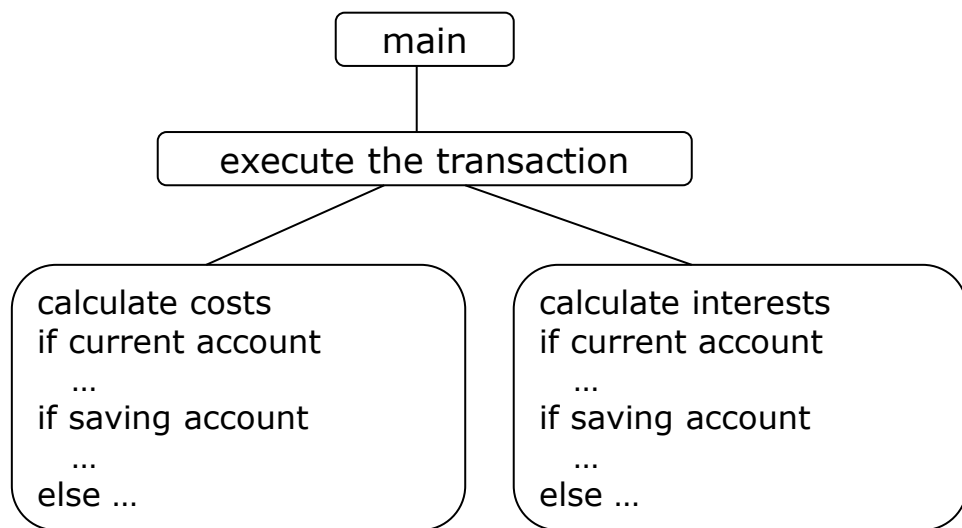 main
execute the transaction
calculate costs
if current account
…
if saving account
…
else …
calculate interests
if current account
…
if saving account
…
else …